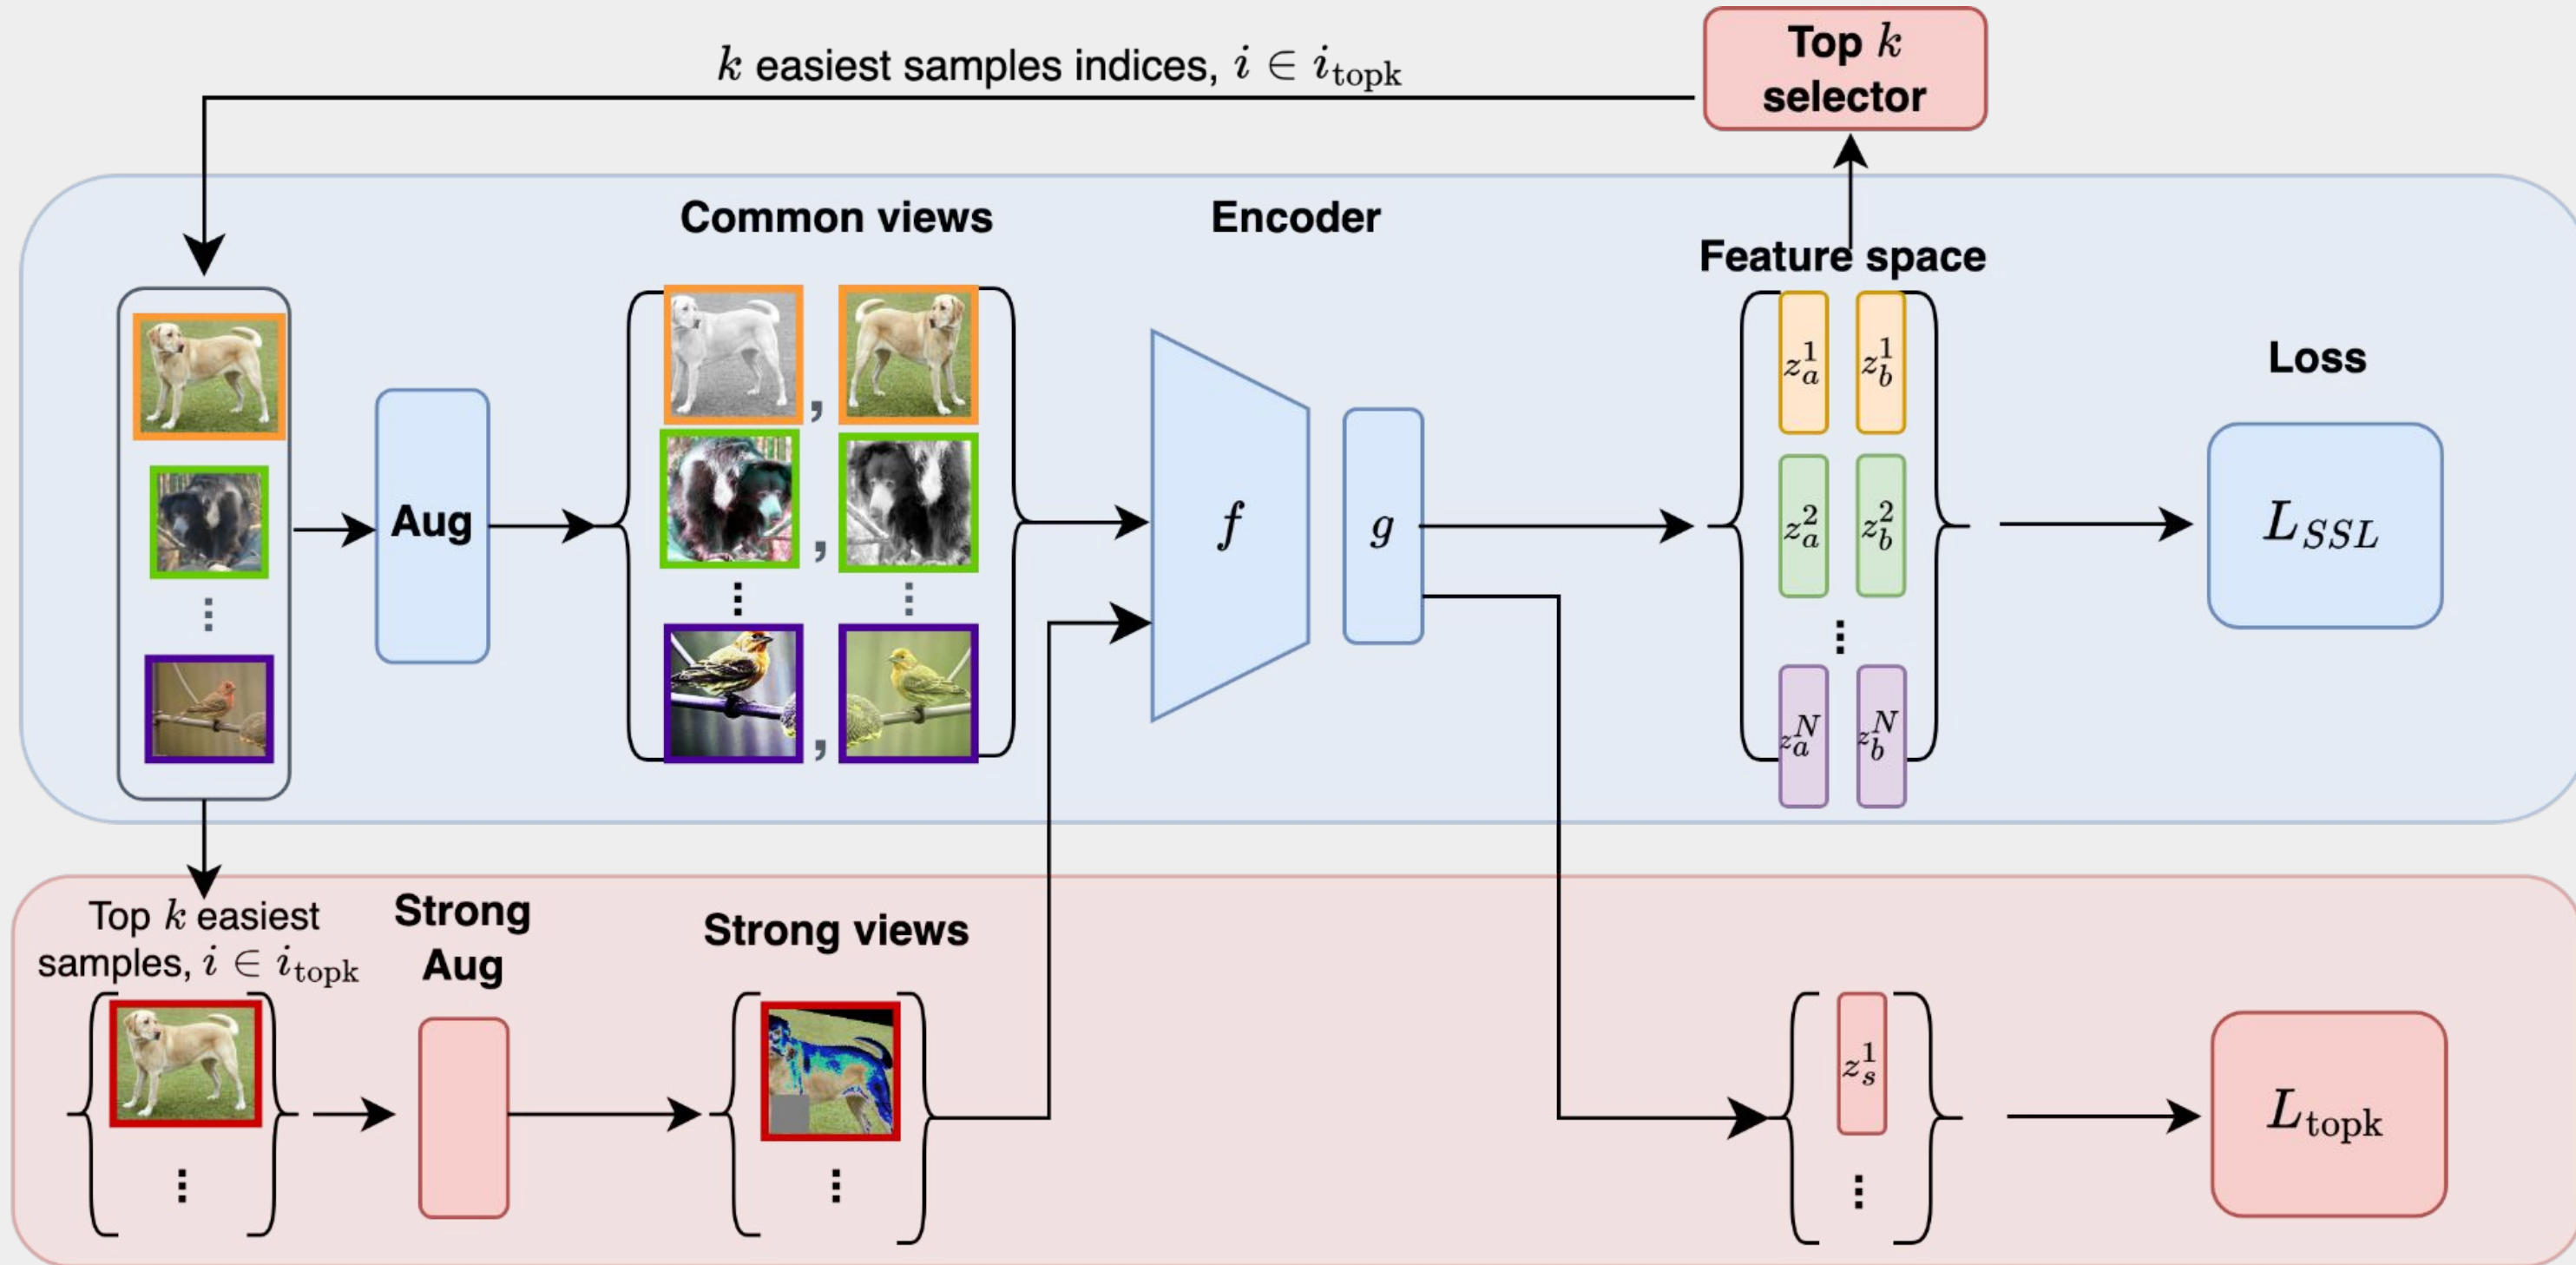 Top k
selector
k easiest samples indices, i ∈ i_topk
Common views
Encoder
Feature space
Loss
Aug
,
,
⋮
⋮
⋮
,
f
g
z_a^1
z_b^1
z_a^2
z_b^2
⋮
z_a^N
z_b^N
L_SSL
Top k easiest
samples, i ∈ i_topk
Strong
Aug
Strong views
⋮
⋮
z_s^1
⋮
L_topk